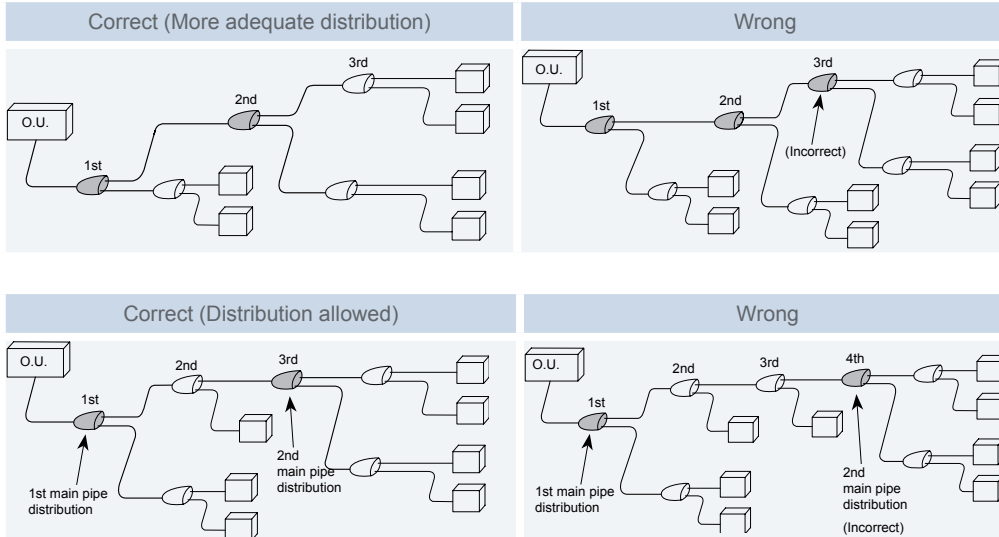 Correct (More adequate distribution)
O.U.
1st
2nd
3rd
Wrong
O.U.
1st
2nd
3rd
(Incorrect)
Correct (Distribution allowed)
O.U.
1st
2nd
3rd
1st main pipe
distribution
2nd
main pipe
distribution
Wrong
O.U.
1st
2nd
3rd
4th
1st main pipe
distribution
2nd
main pipe
distribution
(Incorrect)